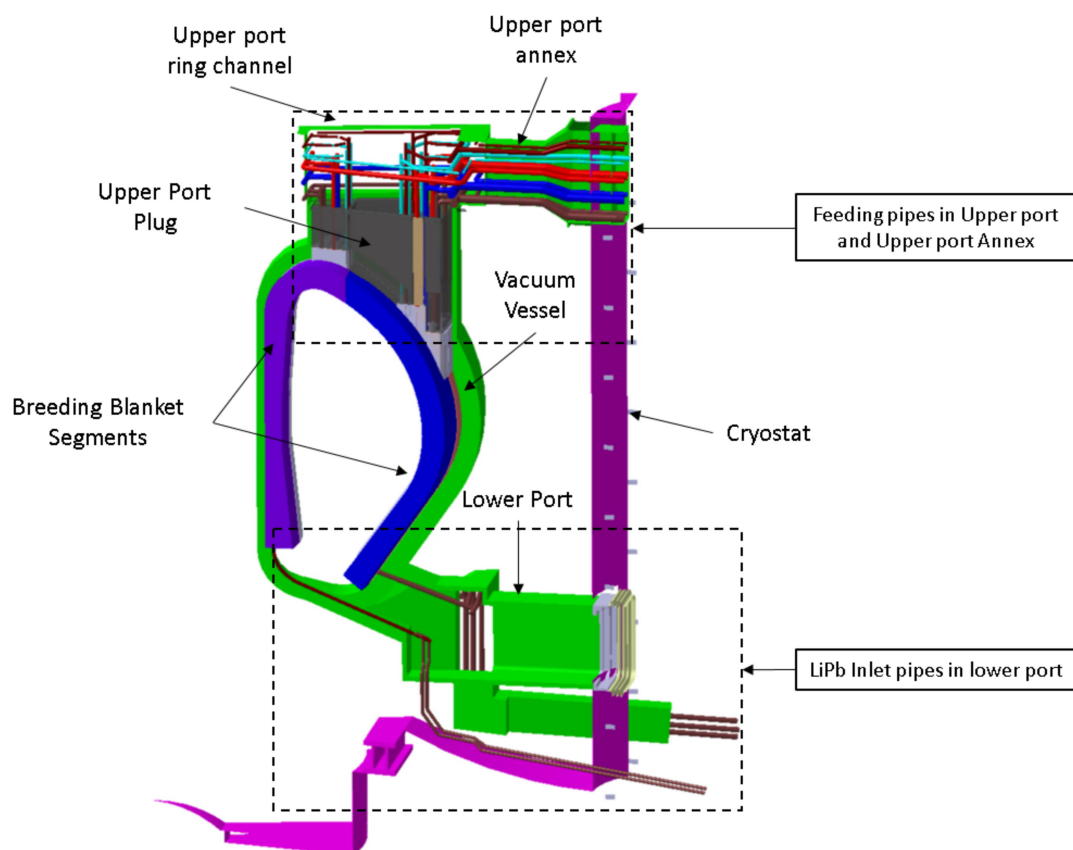 Upper port
ring channel
Upper port
annex
Upper Port
Plug
Feeding pipes in Upper port
and Upper port Annex
Vacuum
Vessel
Breeding Blanket
Segments
Cryostat
Lower Port
LiPb Inlet pipes in lower port